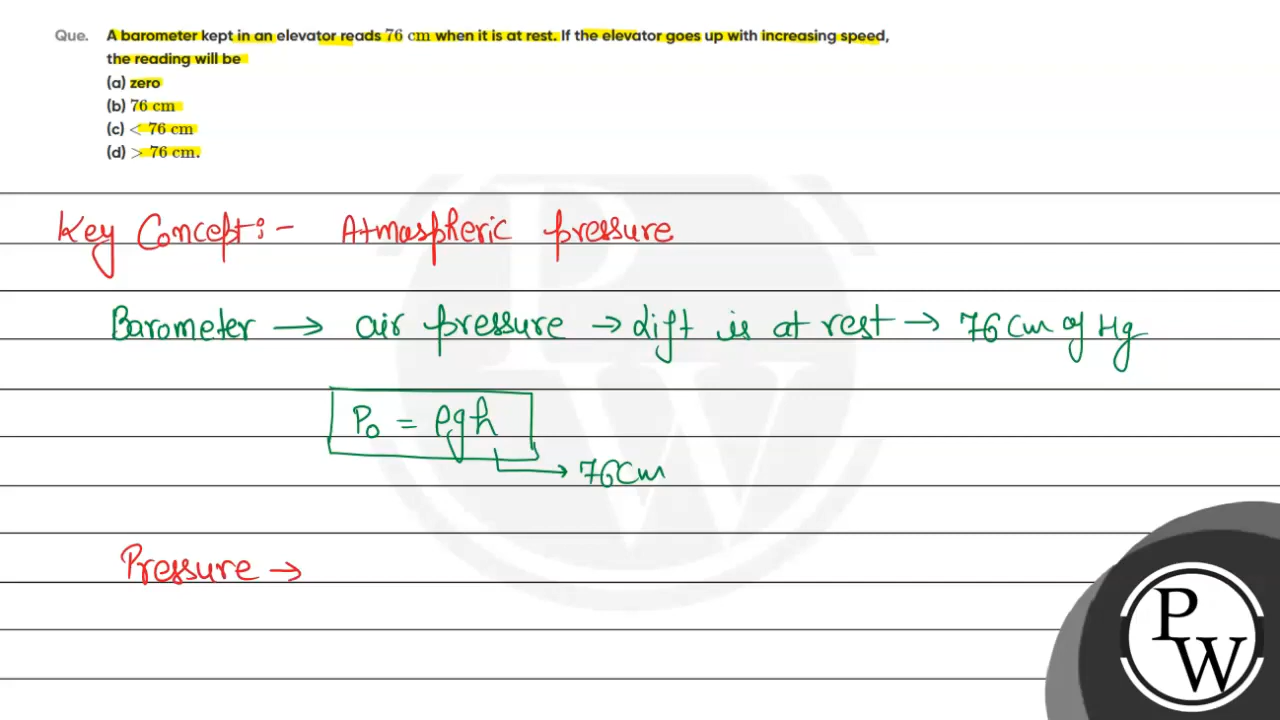 Que. A barometer kept in an elevator reads 76 cm when it is at rest. If the elevator goes up with increasing speed,
the reading will be
(a) zero
(b) 76 cm
(c) < 76 cm
(d) > 76 cm.
Key Concept:- Atmospheric pressure
Barometer → air pressure → lift is at rest → 76 Cm of Hg
P₀ = ρgh
→ 76 Cm
Pressure →
P
W
P
W